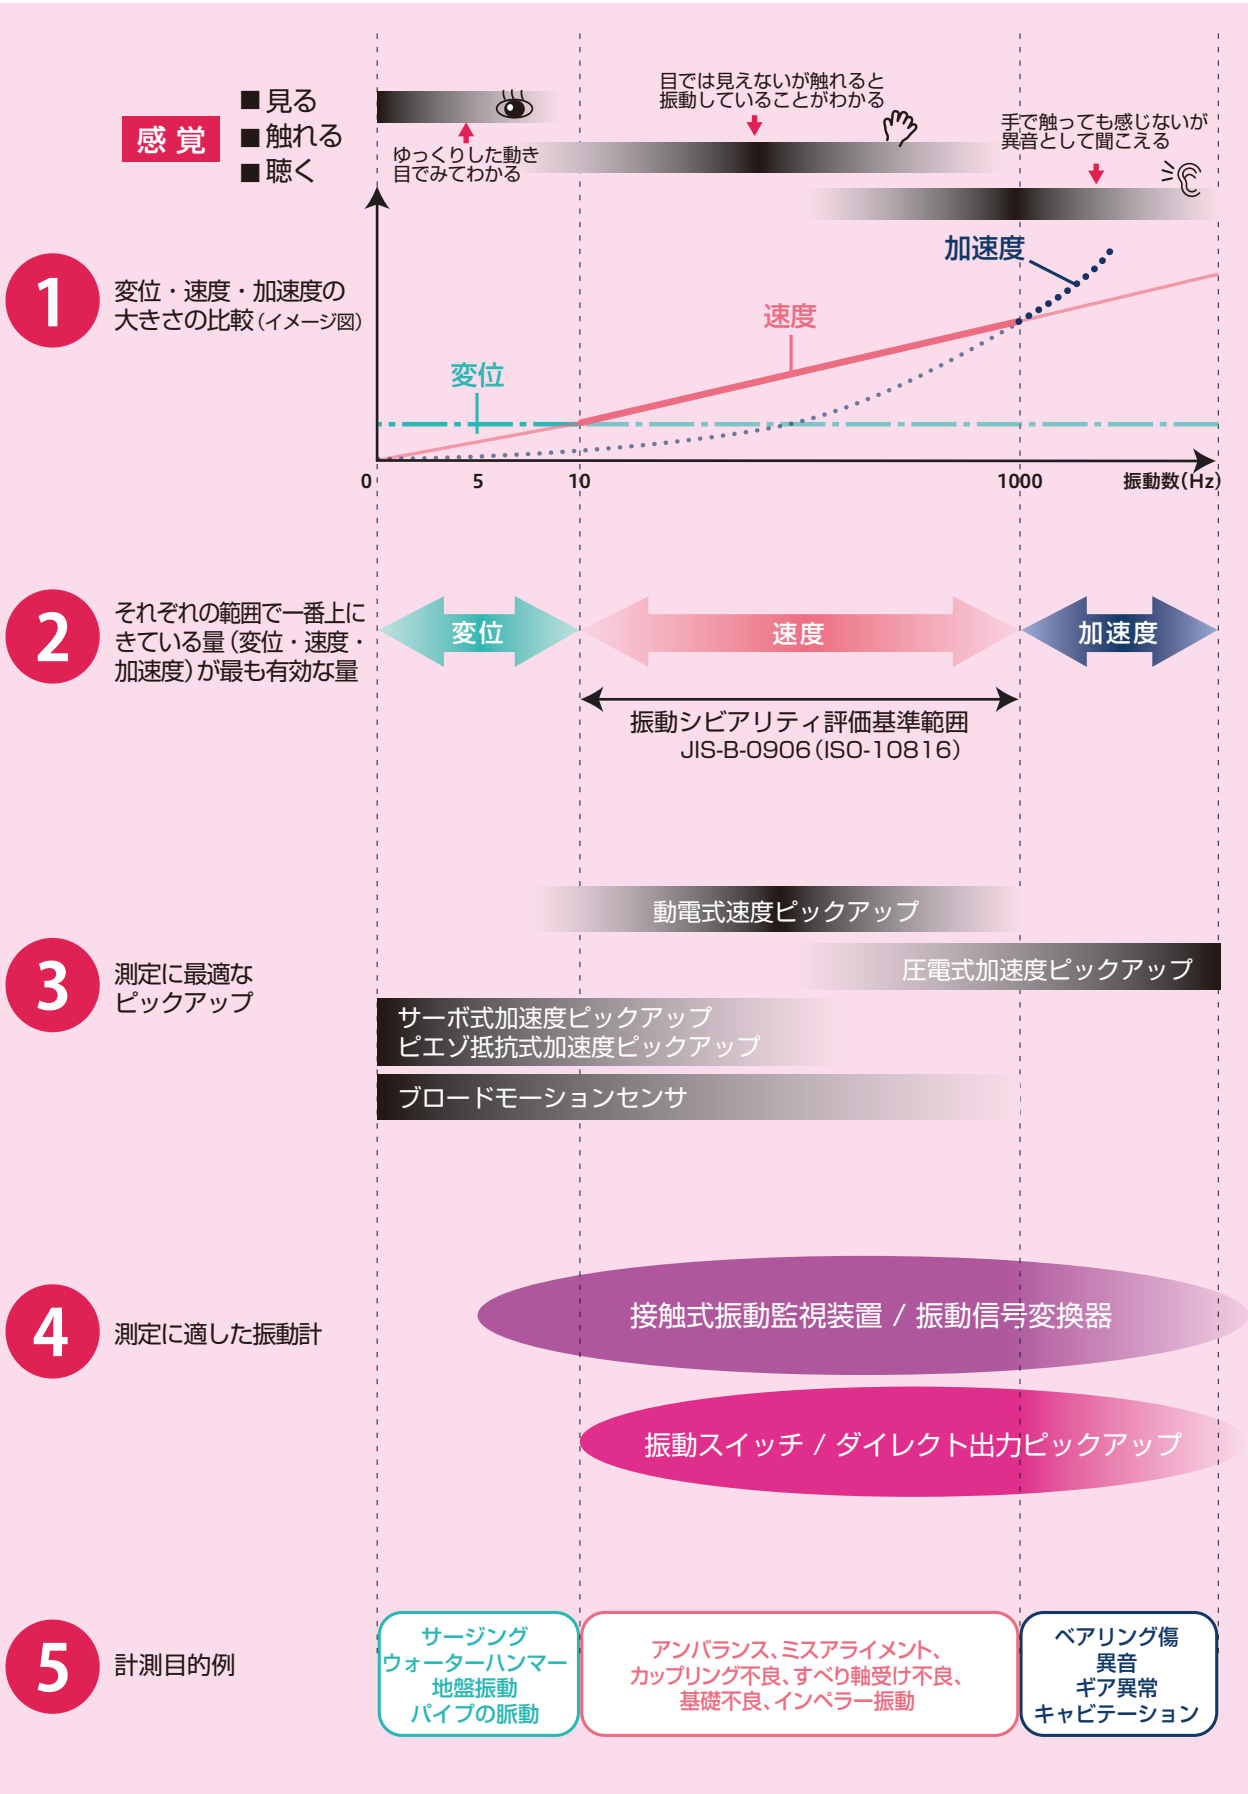 感覚
■見る
■触れる
■聴く
ゆっくりした動き
目でみてわかる
目では見えないが触れると
振動していることがわかる
手で触っても感じないが
異音として聞こえる
1
変位・速度・加速度の
大きさの比較(イメージ図)
変位
速度
加速度
0
5
10
1000
振動数(Hz)
2
それぞれの範囲で一番上に
きている量(変位・速度・
加速度)が最も有効な量
変位
速度
加速度
振動シビアリティ評価基準範囲
JIS-B-0906(ISO-10816)
3
測定に最適な
ピックアップ
動電式速度ピックアップ
圧電式加速度ピックアップ
サーボ式加速度ピックアップ
ピエゾ抵抗式加速度ピックアップ
ブロードモーションセンサ
4
測定に適した振動計
接触式振動監視装置 / 振動信号変換器
振動スイッチ / ダイレクト出力ピックアップ
5
計測目的例
サージング
ウォーターハンマー
地盤振動
パイプの脈動
アンバランス、ミスアライメント、
カップリング不良、すべり軸受け不良、
基礎不良、インペラー振動
ベアリング傷
異音
ギア異常
キャビテーション